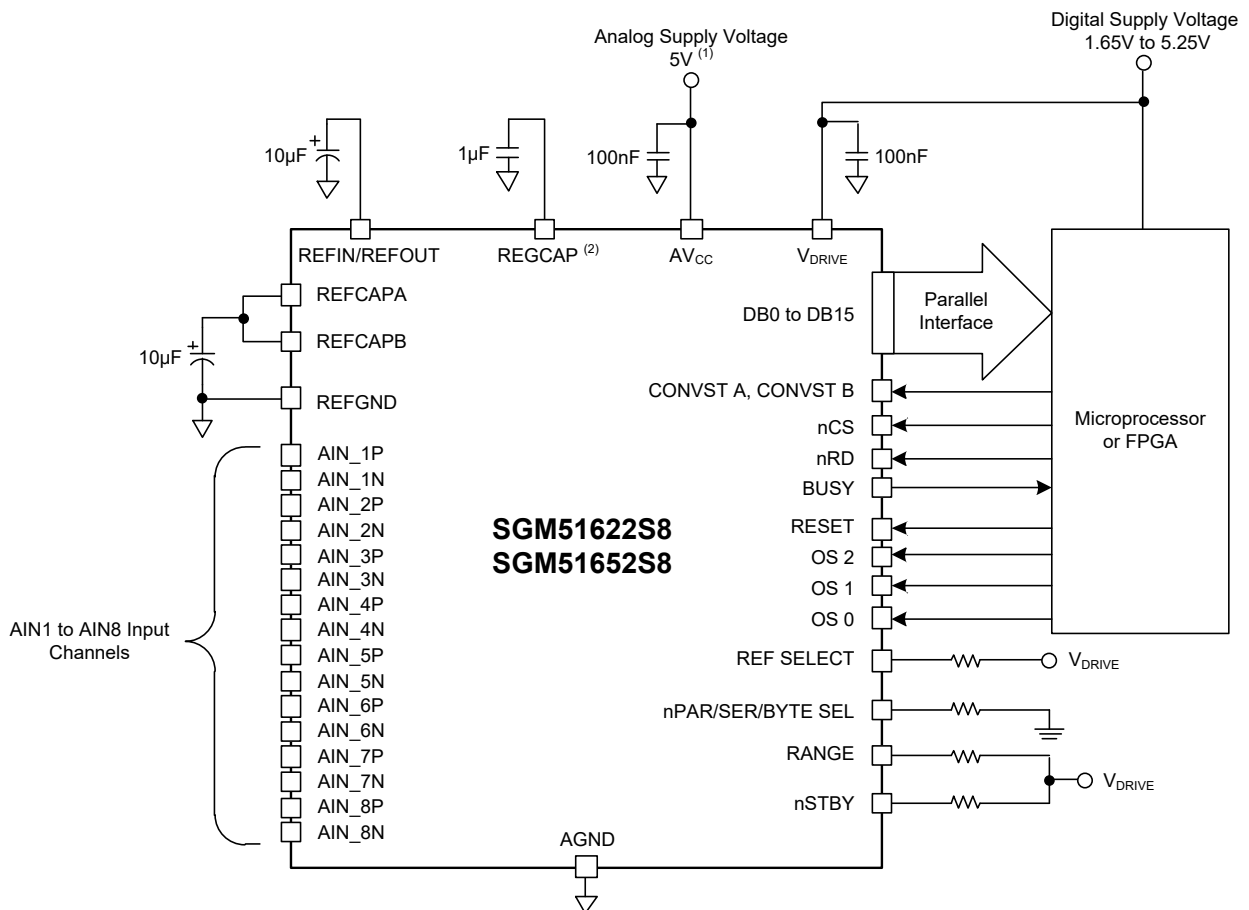 Digital Supply Voltage
1.65V to 5.25V
Analog Supply Voltage
5V (1)
+
10µF
1µF
100nF
100nF
REFIN/REFOUT
REGCAP (2)
AVCC
VDRIVE
REFCAPA
REFCAPB
+
10µF
REFGND
DB0 to DB15
Parallel
Interface
CONVST A, CONVST B
nCS
nRD
BUSY
RESET
OS 2
OS 1
OS 0
Microprocessor
or FPGA
AIN_1P
AIN_1N
AIN_2P
AIN_2N
AIN_3P
AIN_3N
AIN_4P
AIN_4N
AIN_5P
AIN_5N
AIN_6P
AIN_6N
AIN_7P
AIN_7N
AIN_8P
AIN_8N
AIN1 to AIN8 Input
Channels
SGM51622S8
SGM51652S8
REF SELECT
VDRIVE
nPAR/SER/BYTE SEL
RANGE
nSTBY
VDRIVE
AGND